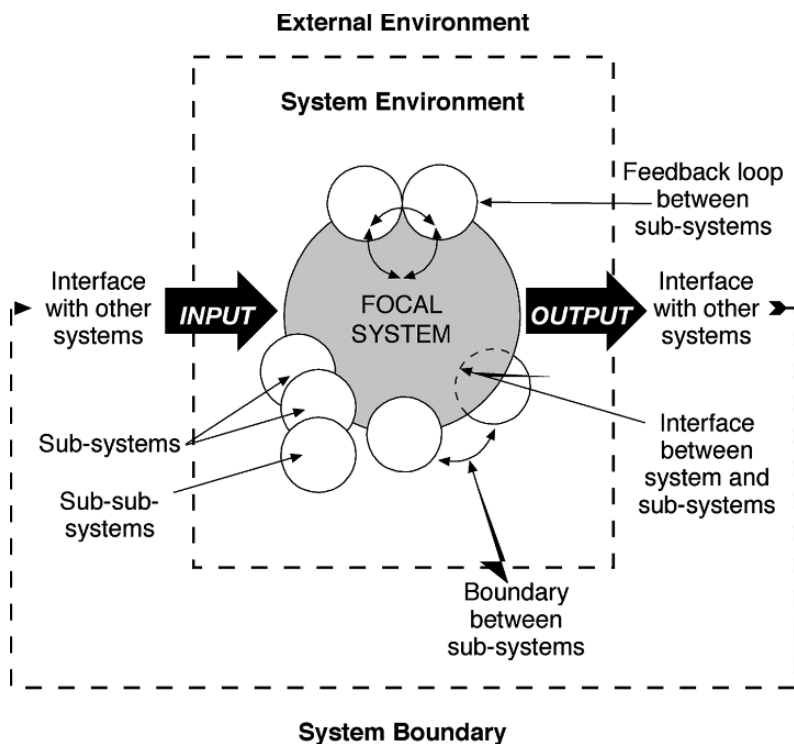 External Environment
System Environment
Feedback loop
between
sub-systems
Interface
with other
systems
INPUT
FOCAL
SYSTEM
OUTPUT
Interface
with other
systems
Sub-systems
Sub-sub-
systems
Interface
between
system and
sub-systems
Boundary
between
sub-systems
System Boundary